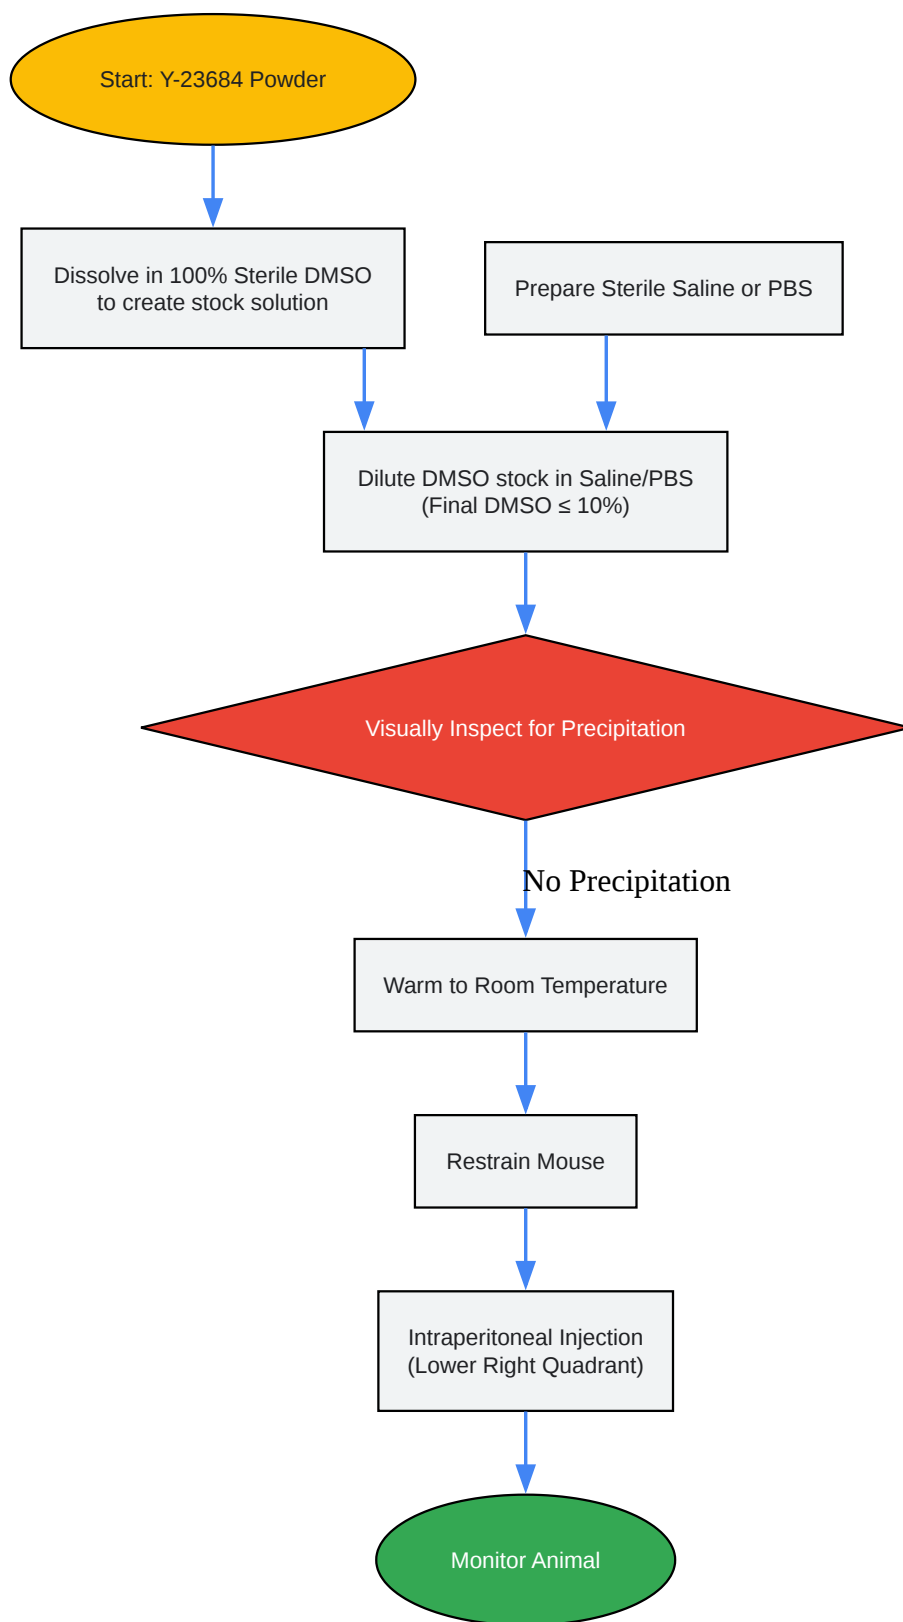 Start: Y-23684 Powder
Dissolve in 100% Sterile DMSO
to create stock solution
Prepare Sterile Saline or PBS
Dilute DMSO stock in Saline/PBS
(Final DMSO ≤ 10%)
Visually Inspect for Precipitation
No Precipitation
Warm to Room Temperature
Restrain Mouse
Intraperitoneal Injection
(Lower Right Quadrant)
Monitor Animal